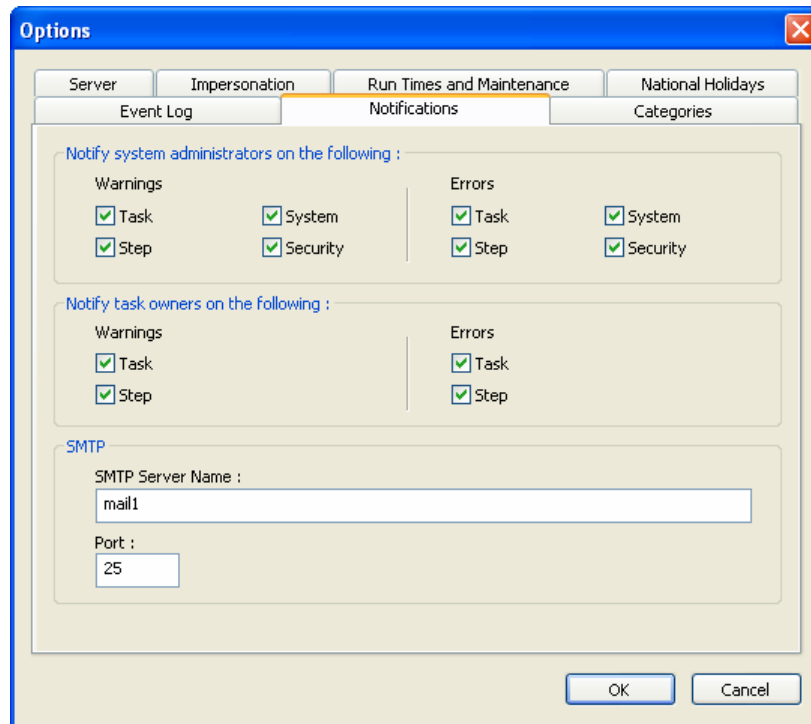 Options
Server Impersonation Run Times and Maintenance National Holidays
Event Log Notifications Categories
Notify system administrators on the following :
Warnings Errors
Task System Task System
Step Security Step Security
Notify task owners on the following :
Warnings Errors
Task Task
Step Step
SMTP
SMTP Server Name :
mail1
Port :
25
OK Cancel